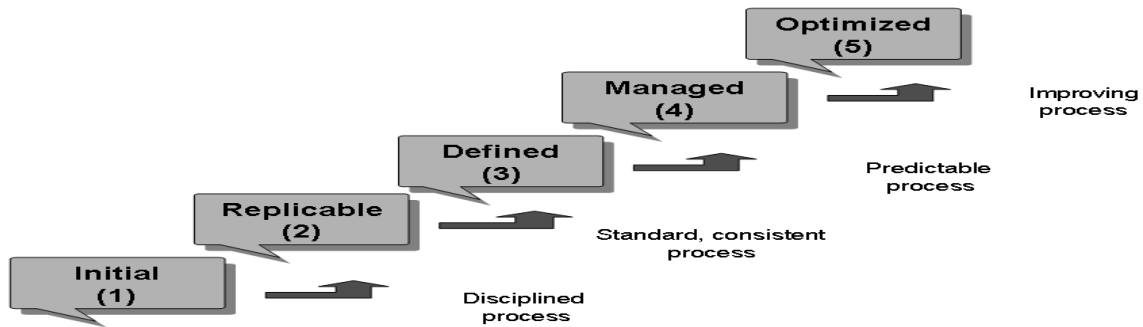 Optimized
(5)
Improving
process
Managed
(4)
Predictable
process
Defined
(3)
Standard, consistent
process
Replicable
(2)
Disciplined
process
Initial
(1)